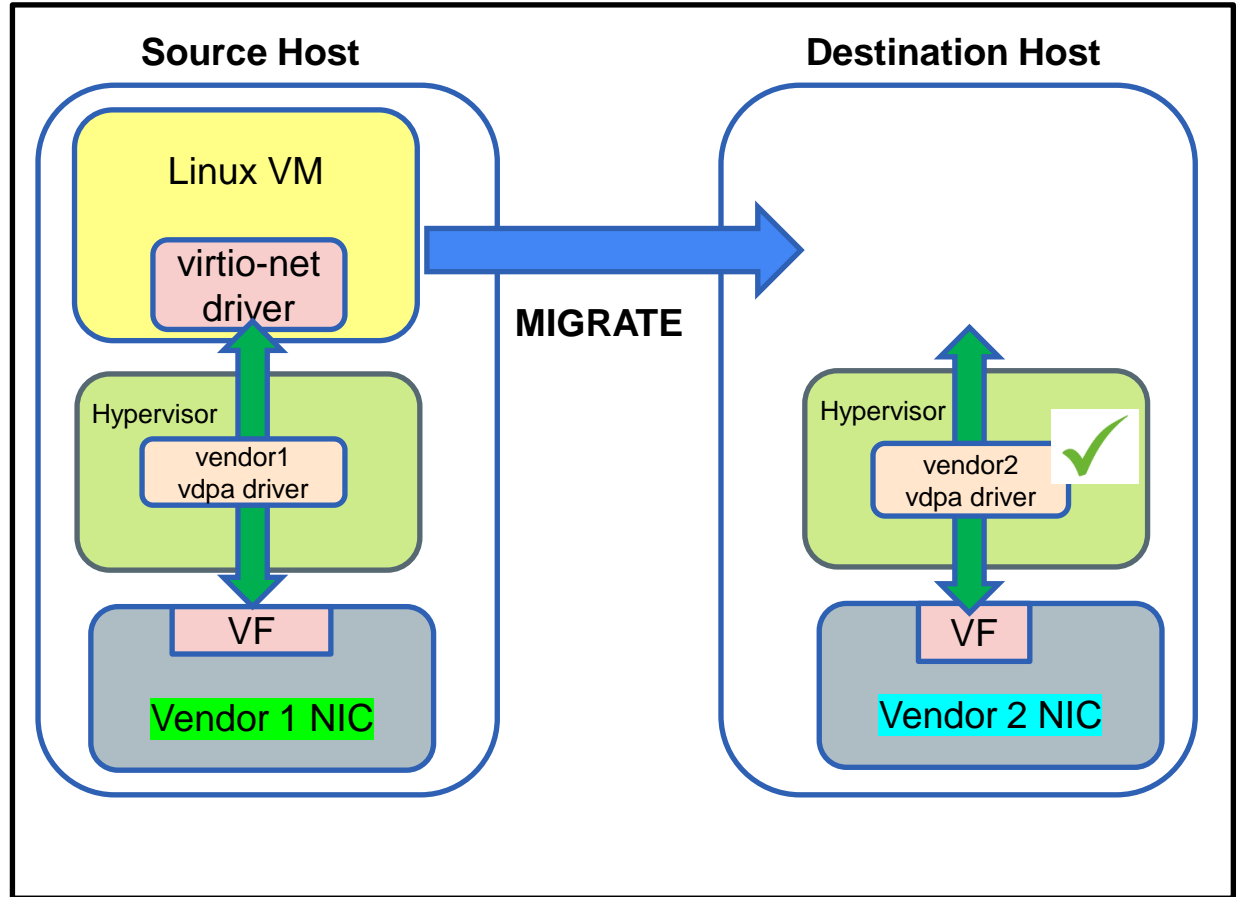 Source Host
Destination Host
Linux VM
virtio-net
driver
MIGRATE
Hypervisor
vendor1
vdpa driver
Hypervisor
vendor2
vdpa driver
VF
Vendor 1 NIC
VF
Vendor 2 NIC